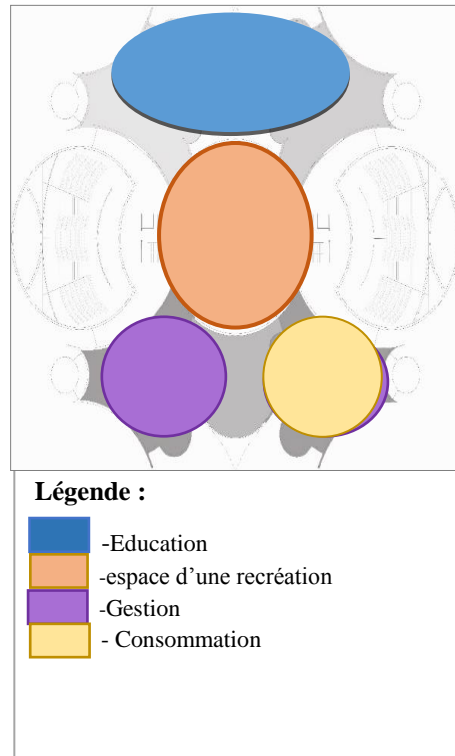 Légende :
-Education
-espace d’une recréation
-Gestion
- Consommation